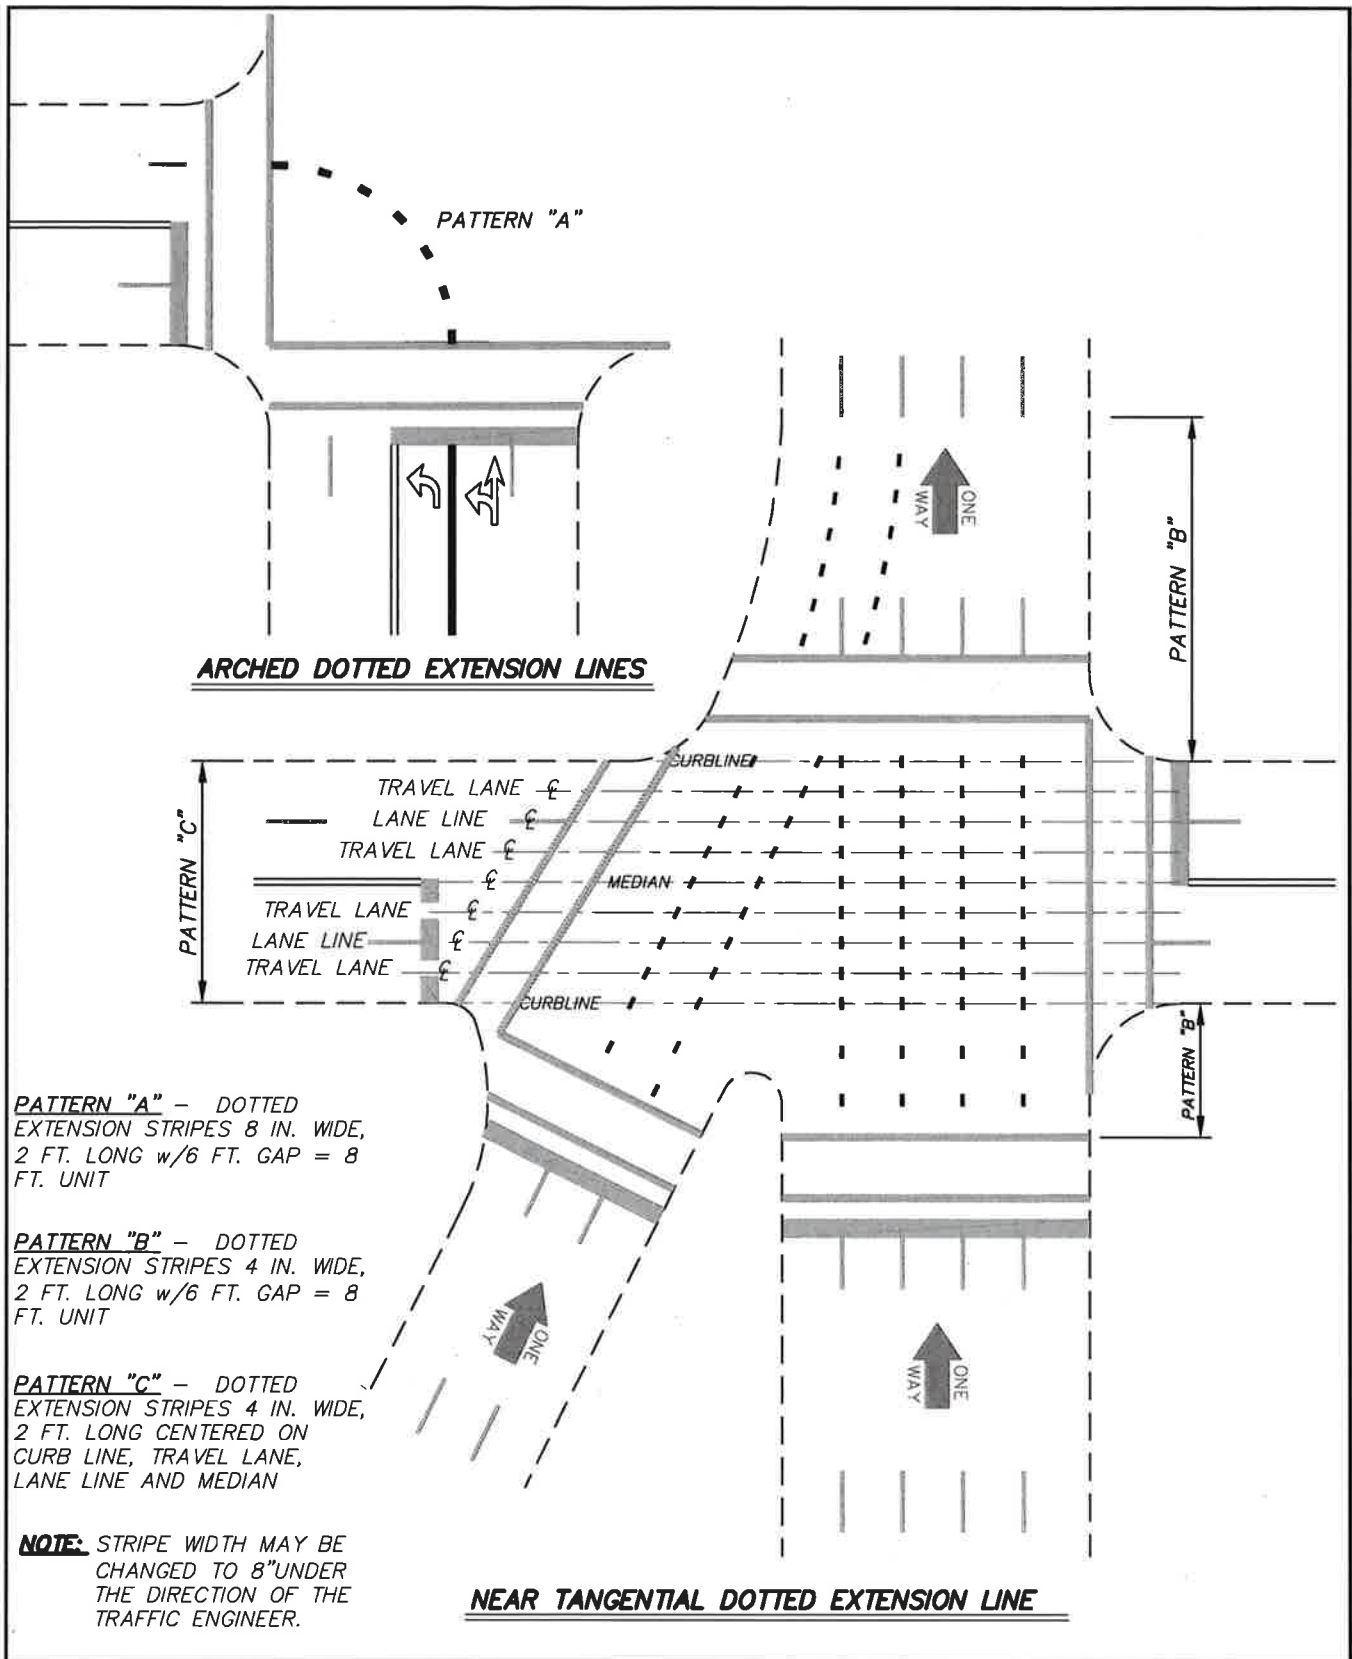 PATTERN "A"
ARCHED DOTTED EXTENSION LINES
ONE
WAY
PATTERN "B"
CURBLINE
TRAVEL LANE ℄
LANE LINE ℄
TRAVEL LANE ℄
℄ MEDIAN
TRAVEL LANE ℄
LANE LINE ℄
TRAVEL LANE ℄
CURBLINE
PATTERN "C"
PATTERN "B"
PATTERN "A" - DOTTED
EXTENSION STRIPES 8 IN. WIDE,
2 FT. LONG w/6 FT. GAP = 8
FT. UNIT
PATTERN "B" - DOTTED
EXTENSION STRIPES 4 IN. WIDE,
2 FT. LONG w/6 FT. GAP = 8
FT. UNIT
ONE
WAY
ONE
WAY
PATTERN "C" - DOTTED
EXTENSION STRIPES 4 IN. WIDE,
2 FT. LONG CENTERED ON
CURB LINE, TRAVEL LANE,
LANE LINE AND MEDIAN
NOTE: STRIPE WIDTH MAY BE
CHANGED TO 8"UNDER
THE DIRECTION OF THE
TRAFFIC ENGINEER.
NEAR TANGENTIAL DOTTED EXTENSION LINE